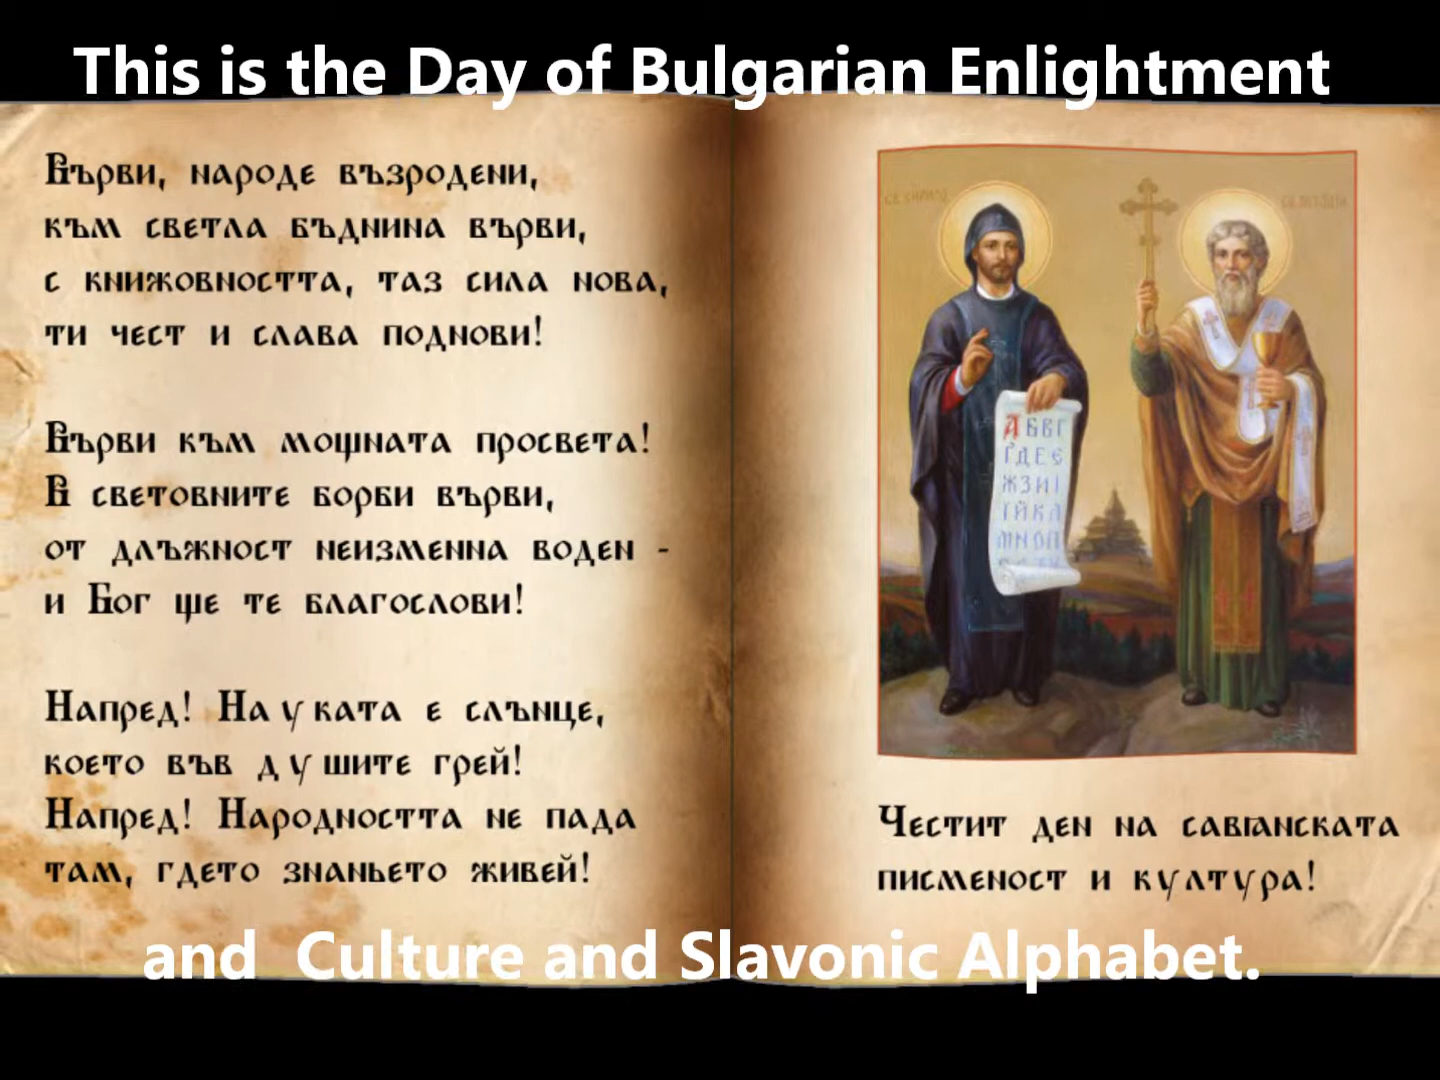 This is the Day of Bulgarian Enlightment
Върви, народе възродени,
към светла бъднина върви,
с книжовността, таз сила нова,
ти чест и слава поднови!
Върви към мощната просвета!
В световните борби върви,
от длъжност неизменна воден -
и Бог ще те благослови!
Напред! Науката е слънце,
което във душите грей!
Напред! Народността не пада
там, гдето знаньето живей!
А Б В Г
Ґ Д Е Є
Ж З И І
Ї Й К Л
М Н О П
Честит ден на савянската
писменост и култура!
and Culture and Slavonic Alphabet.